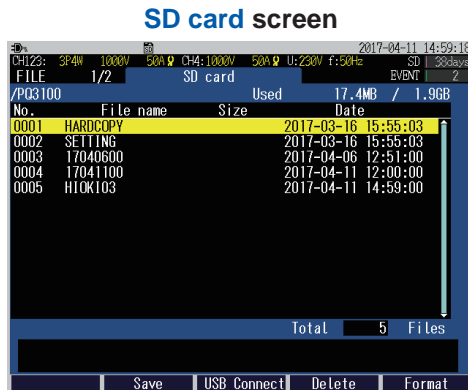 SD card screen
2017-04-11 14:59:18
CH123: 3P4W 1000V 50A CH4:1000V 50A U:230V f:50Hz SD 38days
FILE 1/2 SD card EVENT 2
/PQ3100 Used 17.4MB / 1.9GB
No. File name Size Date
0001 HARDCOPY 2017-03-16 15:55:03
0002 SETTING 2017-03-16 15:55:03
0003 17040600 2017-04-06 12:51:00
0004 17041100 2017-04-11 12:00:00
0005 HIOKI03 2017-04-11 14:59:00
Total 5 Files
Save USB Connect Delete Format